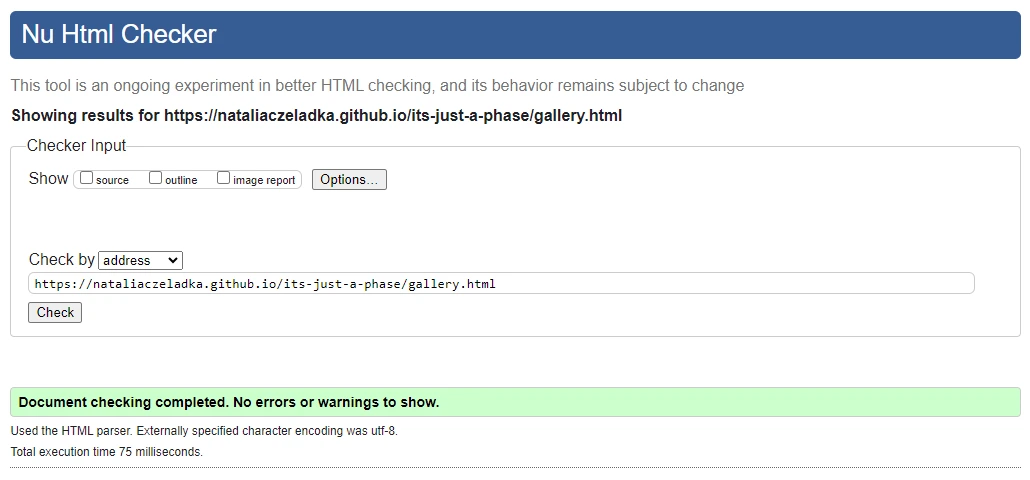 Nu Html Checker
This tool is an ongoing experiment in better HTML checking, and its behavior remains subject to change
Showing results for https://nataliaczeladka.github.io/its-just-a-phase/gallery.html
Checker Input
Show source outline image report Options...
Check by address
https://nataliaczeladka.github.io/its-just-a-phase/gallery.html
Check
Document checking completed. No errors or warnings to show.
Used the HTML parser. Externally specified character encoding was utf-8.
Total execution time 75 milliseconds.